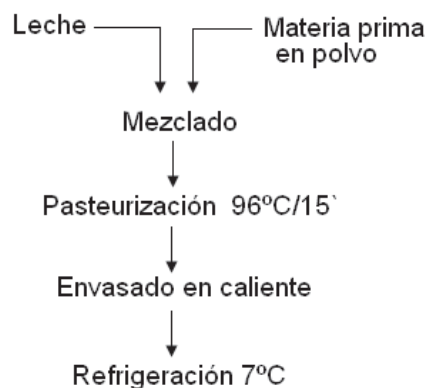 Leche
Materia prima
en polvo
Mezclado
Pasteurización 96ºC/15`
Envasado en caliente
Refrigeración 7ºC